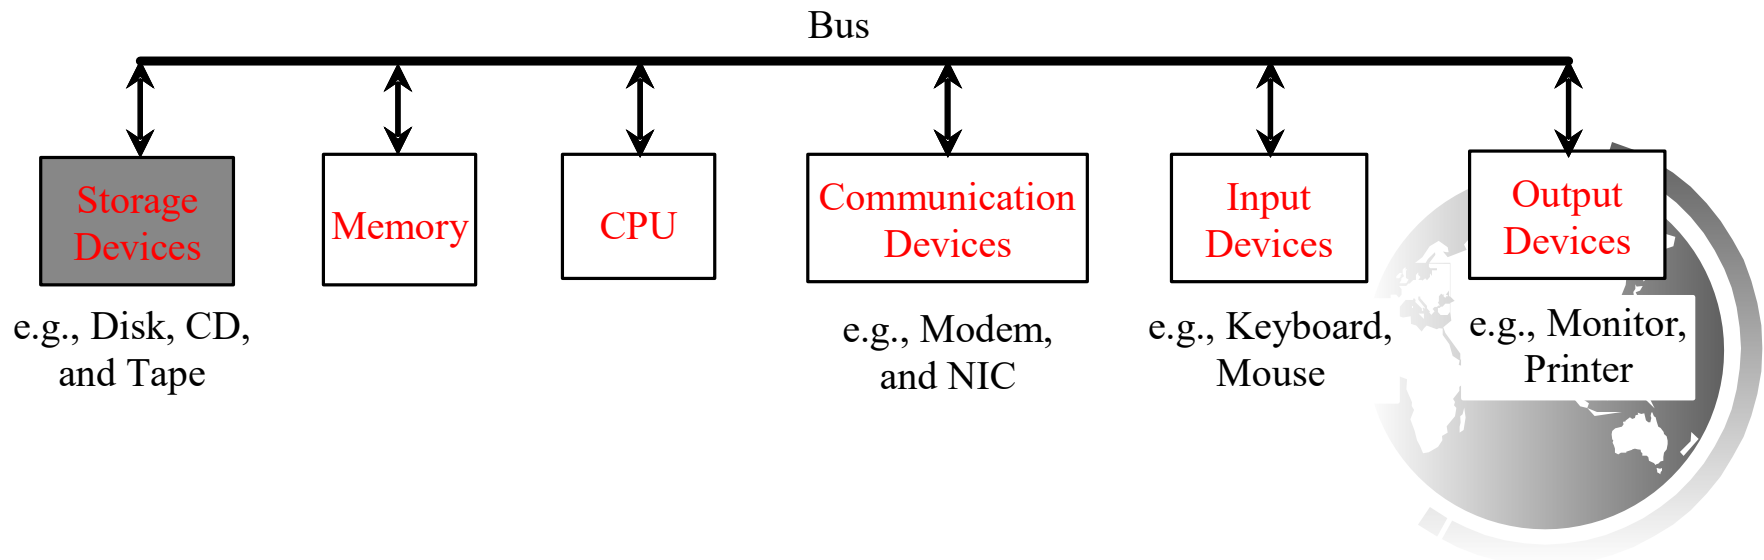 Bus
Storage
Devices
Memory
CPU
Communication
Devices
Input
Devices
Output
Devices
e.g., Disk, CD,
and Tape
e.g., Modem,
and NIC
e.g., Keyboard,
Mouse
e.g., Monitor,
Printer